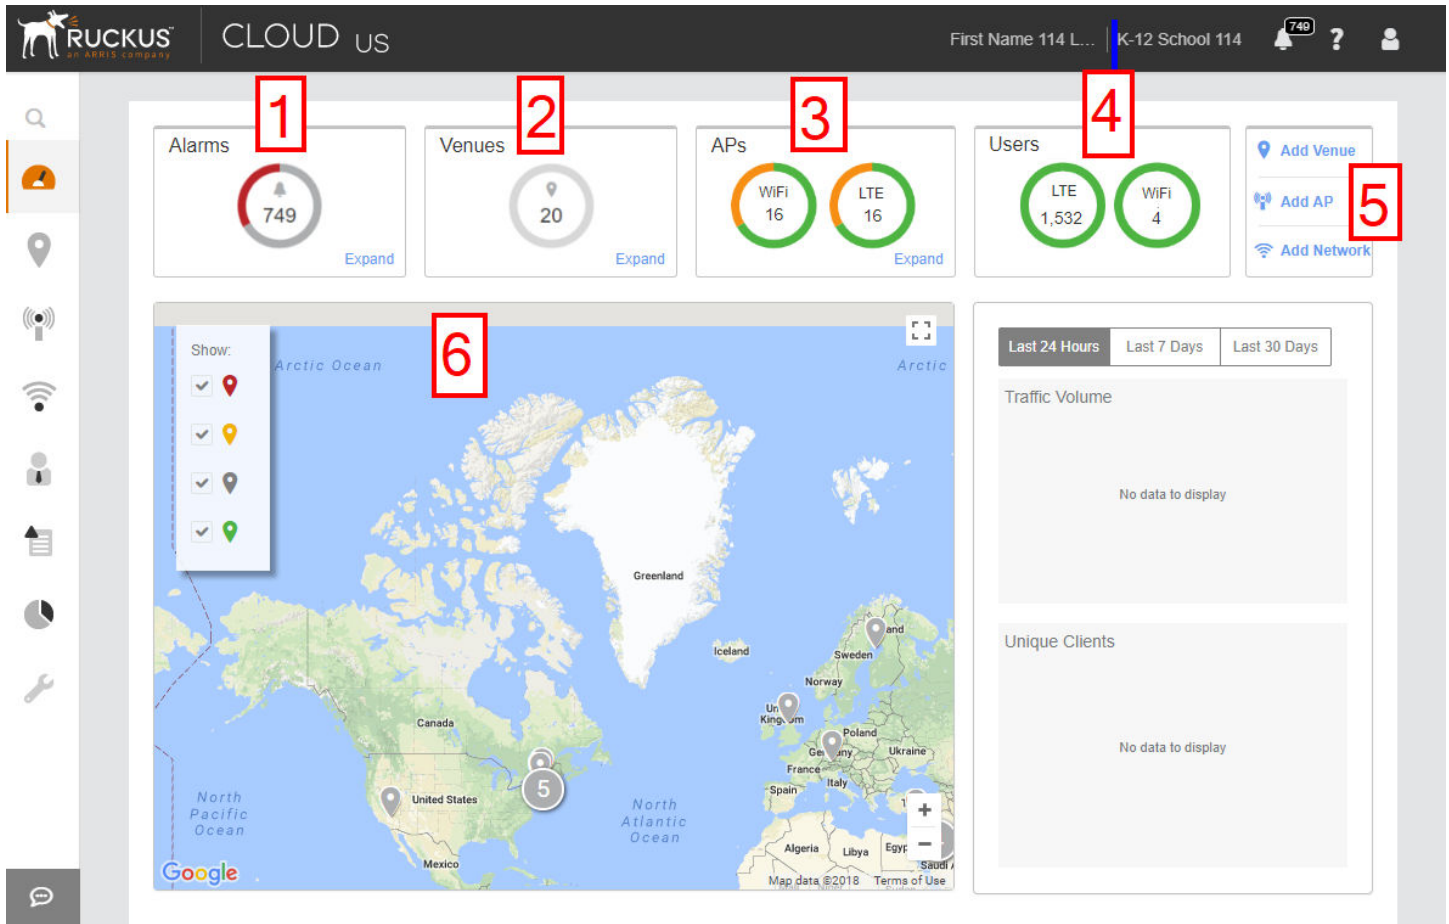 RUCKUS™
an ARRIS company
CLOUD US
First Name 114 L...
K-12 School 114
749
?
1
2
3
4
5
Alarms
749
Expand
Venues
20
Expand
APs
WiFi
16
LTE
16
Expand
Users
LTE
1,532
WiFi
4
Add Venue
Add AP
Add Network
6
Show:
Arctic Ocean
Arctic
Greenland
Iceland
Sweden
Norway
Canada
Poland
Ukraine
France
Italy
Spain
United States
5
North
Pacific
Ocean
North
Atlantic
Ocean
Mexico
Algeria
Libya
+
−
Google
Map data ©2018
Terms of Use
Last 24 Hours
Last 7 Days
Last 30 Days
Traffic Volume
No data to display
Unique Clients
No data to display